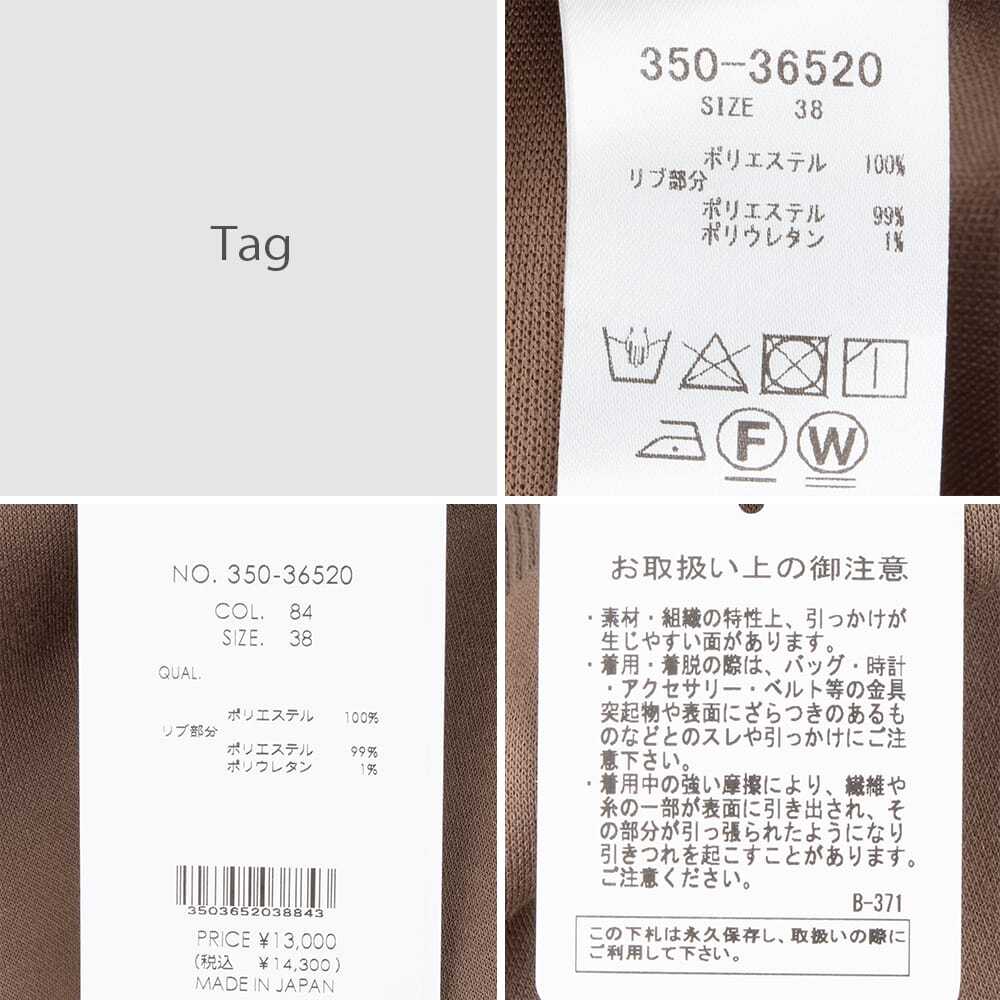 Tag
350-36520
SIZE 38
ポリエステル 100%
リブ部分
ポリエステル 99%
ポリウレタン 1%
F W
NO. 350-36520
COL. 84
SIZE. 38
QUAL.
ポリエステル 100%
リブ部分
ポリエステル 99%
ポリウレタン 1%
3503652038843
PRICE ¥13,000
(税込 ¥14,300)
MADE IN JAPAN
お取扱い上の御注意
・素材・組織の特性上、引っかけが
生じやすい面があります。
・着用・着脱の際は、バッグ・時計
・アクセサリー・ベルト等の金具
突起物や表面にざらつきのあるも
のなどとのスレや引っかけにご注
意下さい。
・着用中の強い摩擦により、繊維や
糸の一部が表面に引き出され、そ
の部分が引っ張られたようになり
引きつれを起こすことがあります。
ご注意ください。
B-371
この下札は永久保存し、取扱いの際に
ご利用して下さい。